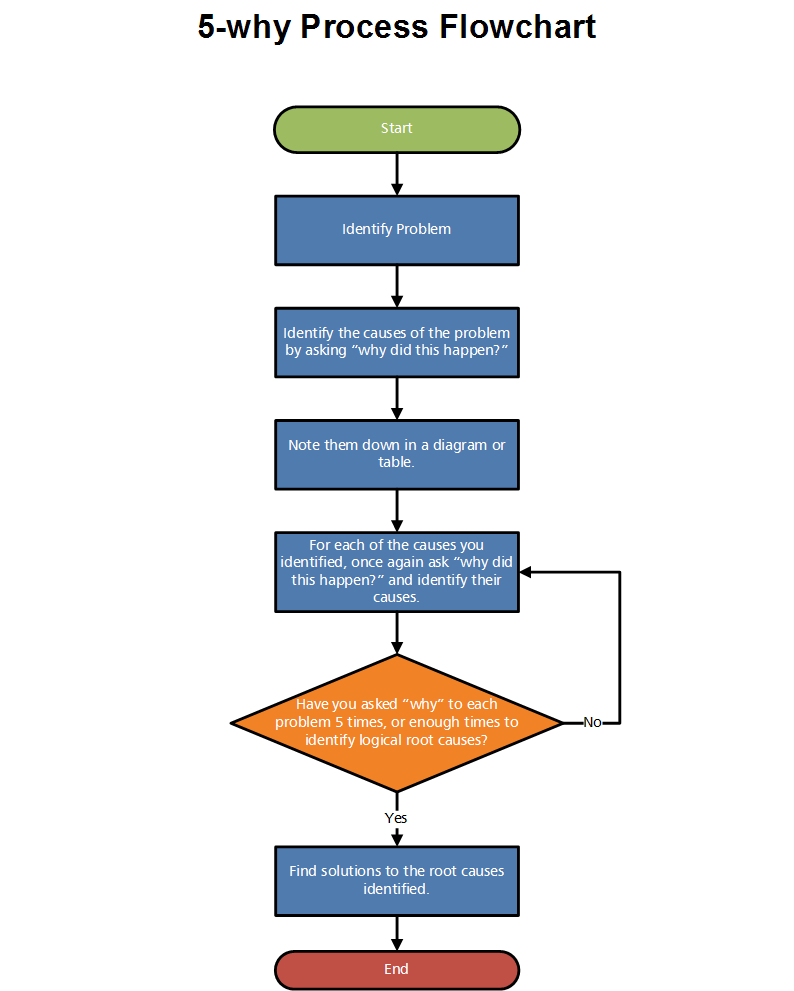 5-why Process Flowchart
Start
Identify Problem
Identify the causes of the problem
by asking “why did this happen?”
Note them down in a diagram or
table.
For each of the causes you
identified, once again ask “why did
this happen?” and identify their
causes.
Have you asked “why” to each
problem 5 times, or enough times to
identify logical root causes?
No
Yes
Find solutions to the root causes
identified.
End